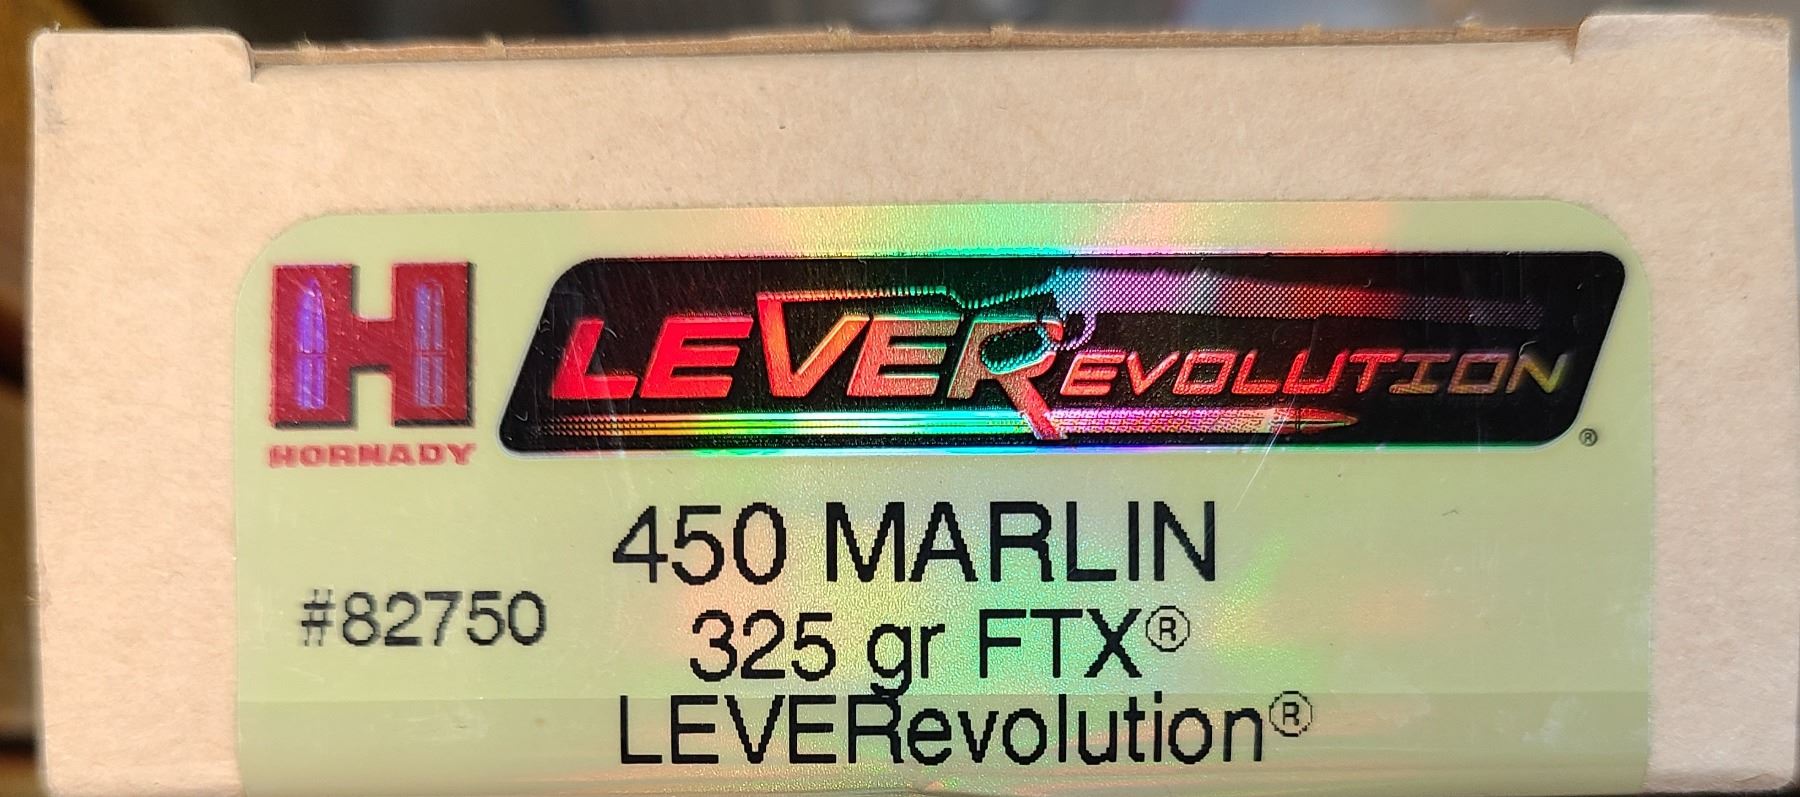 HORNADY
LEVEREVOLUTION
®
450 MARLIN
#82750
325 gr FTX®
LEVERevolution®